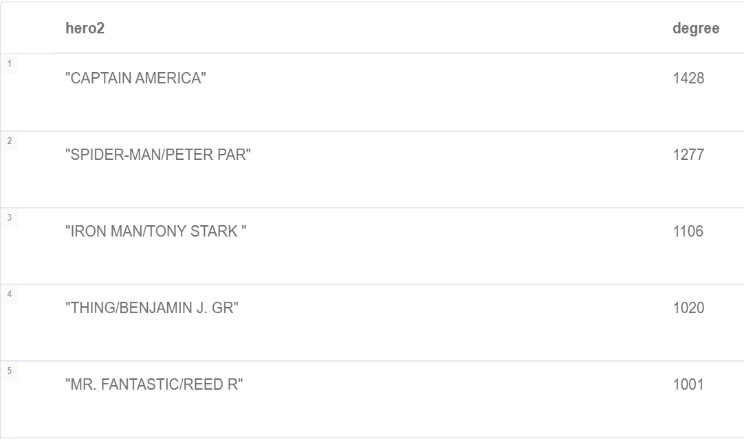 hero2 degree
1 "CAPTAIN AMERICA" 1428
2 "SPIDER-MAN/PETER PAR" 1277
3 "IRON MAN/TONY STARK " 1106
4 "THING/BENJAMIN J. GR" 1020
5 "MR. FANTASTIC/REED R" 1001